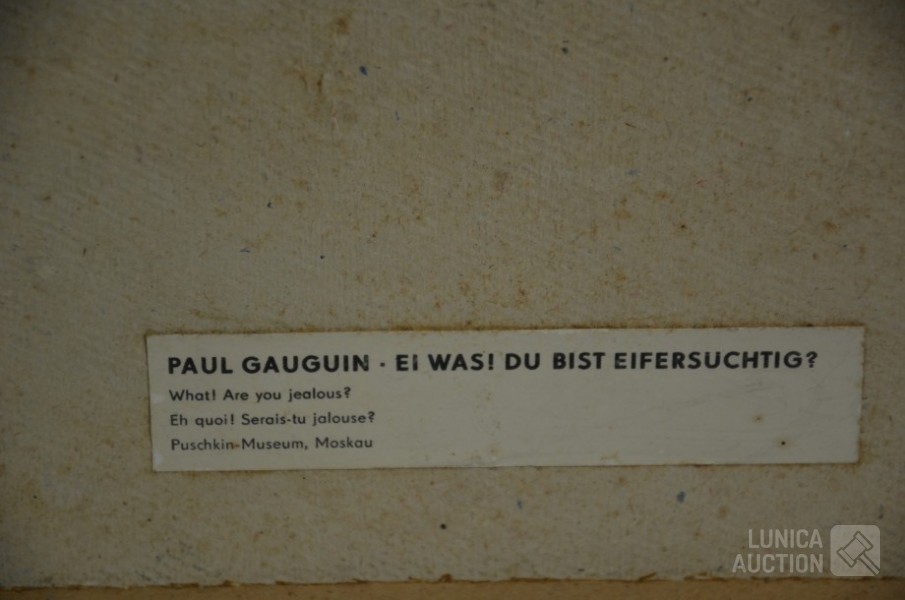 PAUL GAUGUIN · EI WAS! DU BIST EIFERSUCHTIG?
What! Are you jealous?
Eh quoi! Serais-tu jalouse?
Puschkin-Museum, Moskau
LUNICA
AUCTION